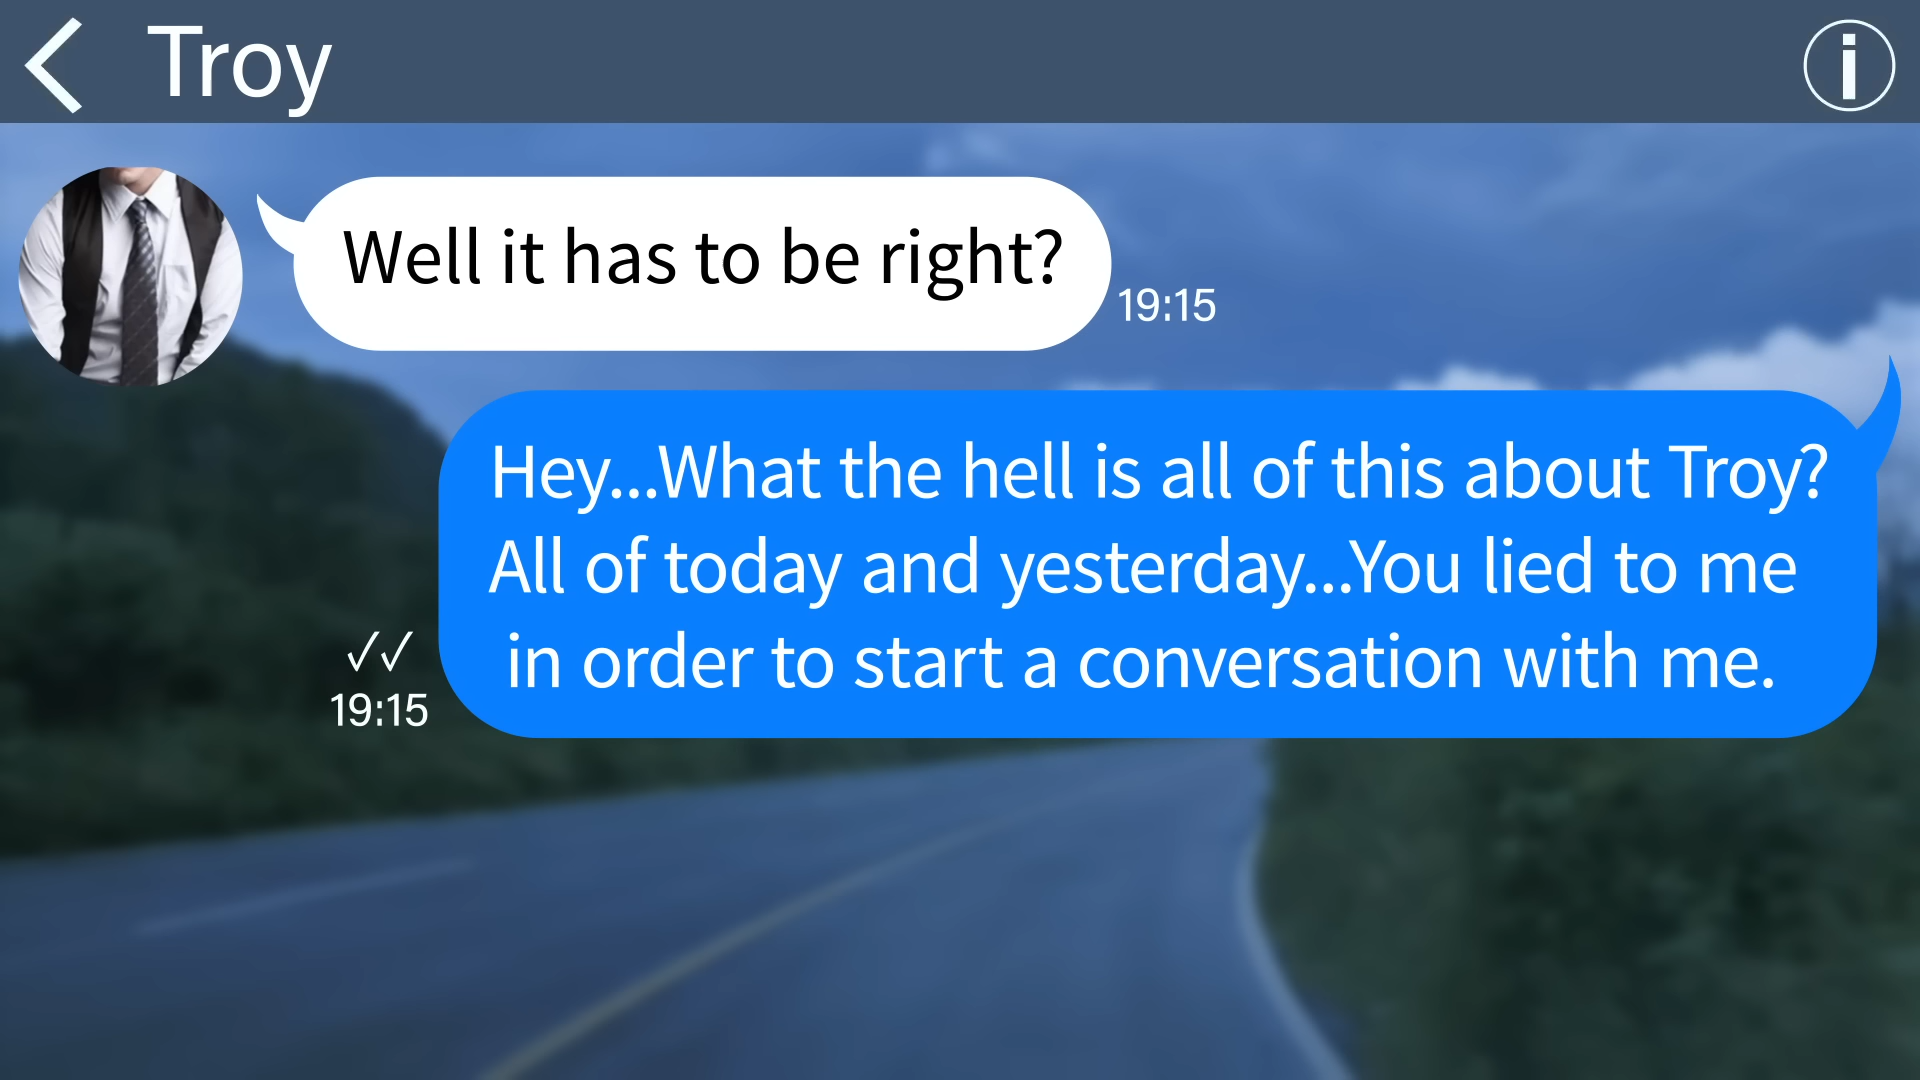 Troy
Well it has to be right?
19:15
Hey...What the hell is all of this about Troy?
All of today and yesterday...You lied to me
in order to start a conversation with me.
✓✓
19:15